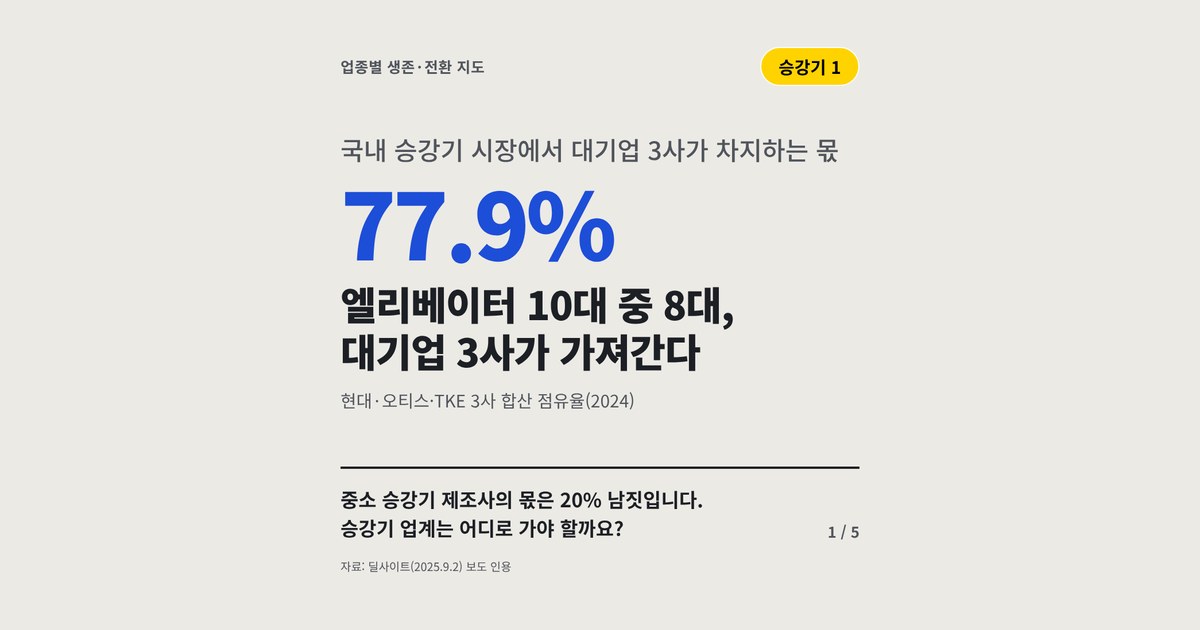 업종별 생존·전환 지도
승강기 1
국내 승강기 시장에서 대기업 3사가 차지하는 몫
77.9%
엘리베이터 10대 중 8대,
대기업 3사가 가져간다
현대·오티스·TKE 3사 합산 점유율(2024)
중소 승강기 제조사의 몫은 20% 남짓입니다.
승강기 업계는 어디로 가야 할까요?
1 / 5
자료: 딜사이트(2025.9.2) 보도 인용